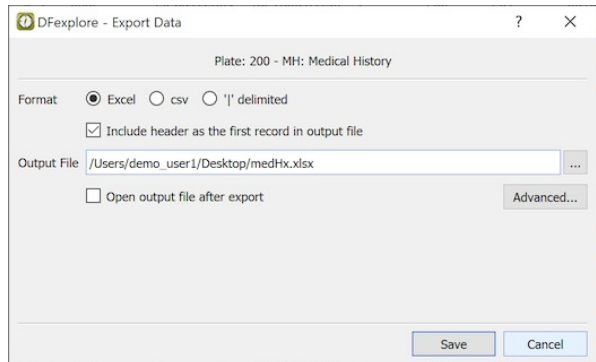 DFexplore - Export Data
?
Plate: 200 - MH: Medical History
Format Excel csv '|' delimited
Include header as the first record in output file
Output File /Users/demo_user1/Desktop/medHx.xlsx ...
Open output file after export Advanced...
Save Cancel